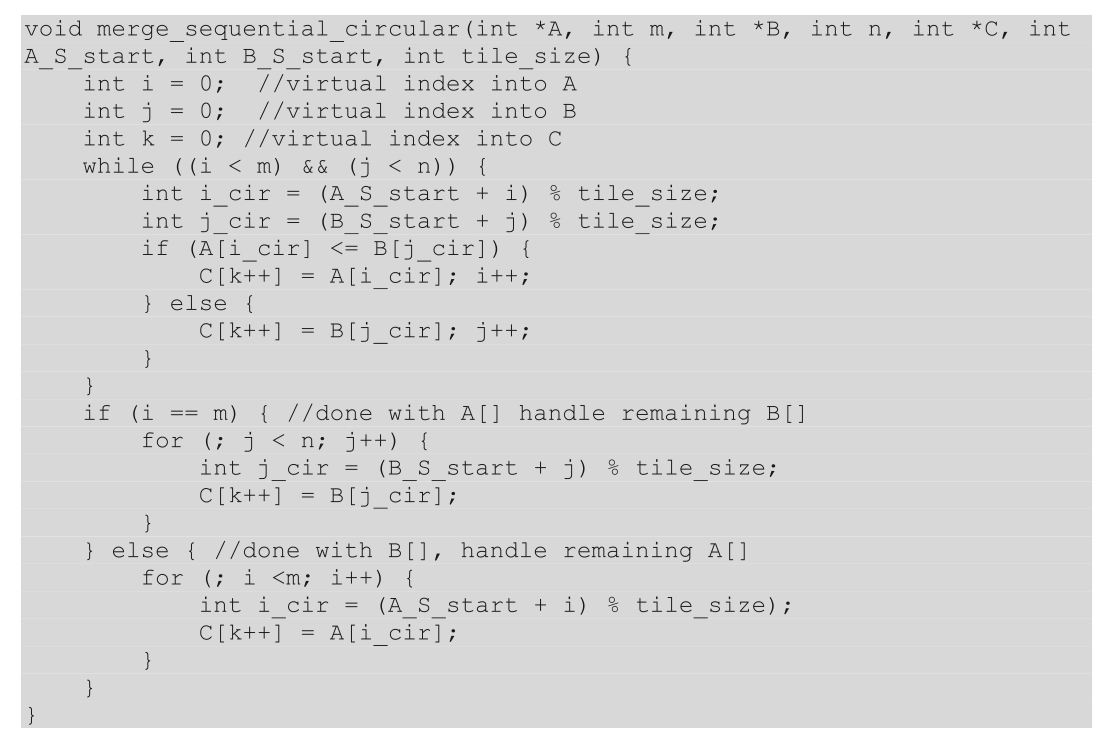 void merge_sequential_circular(int *A, int m, int *B, int n, int *C, int
A_S_start, int B_S_start, int tile_size) {
    int i = 0;  //virtual index into A
    int j = 0;  //virtual index into B
    int k = 0; //virtual index into C
    while ((i < m) && (j < n)) {
        int i_cir = (A_S_start + i) % tile_size;
        int j_cir = (B_S_start + j) % tile_size;
        if (A[i_cir] <= B[j_cir]) {
            C[k++] = A[i_cir]; i++;
        } else {
            C[k++] = B[j_cir]; j++;
        }
    }
    if (i == m) { //done with A[] handle remaining B[]
        for (; j < n; j++) {
            int j_cir = (B_S_start + j) % tile_size;
            C[k++] = B[j_cir];
        }
    } else { //done with B[], handle remaining A[]
        for (; i <m; i++) {
            int i_cir = (A_S_start + i) % tile_size);
            C[k++] = A[i_cir];
        }
    }
}